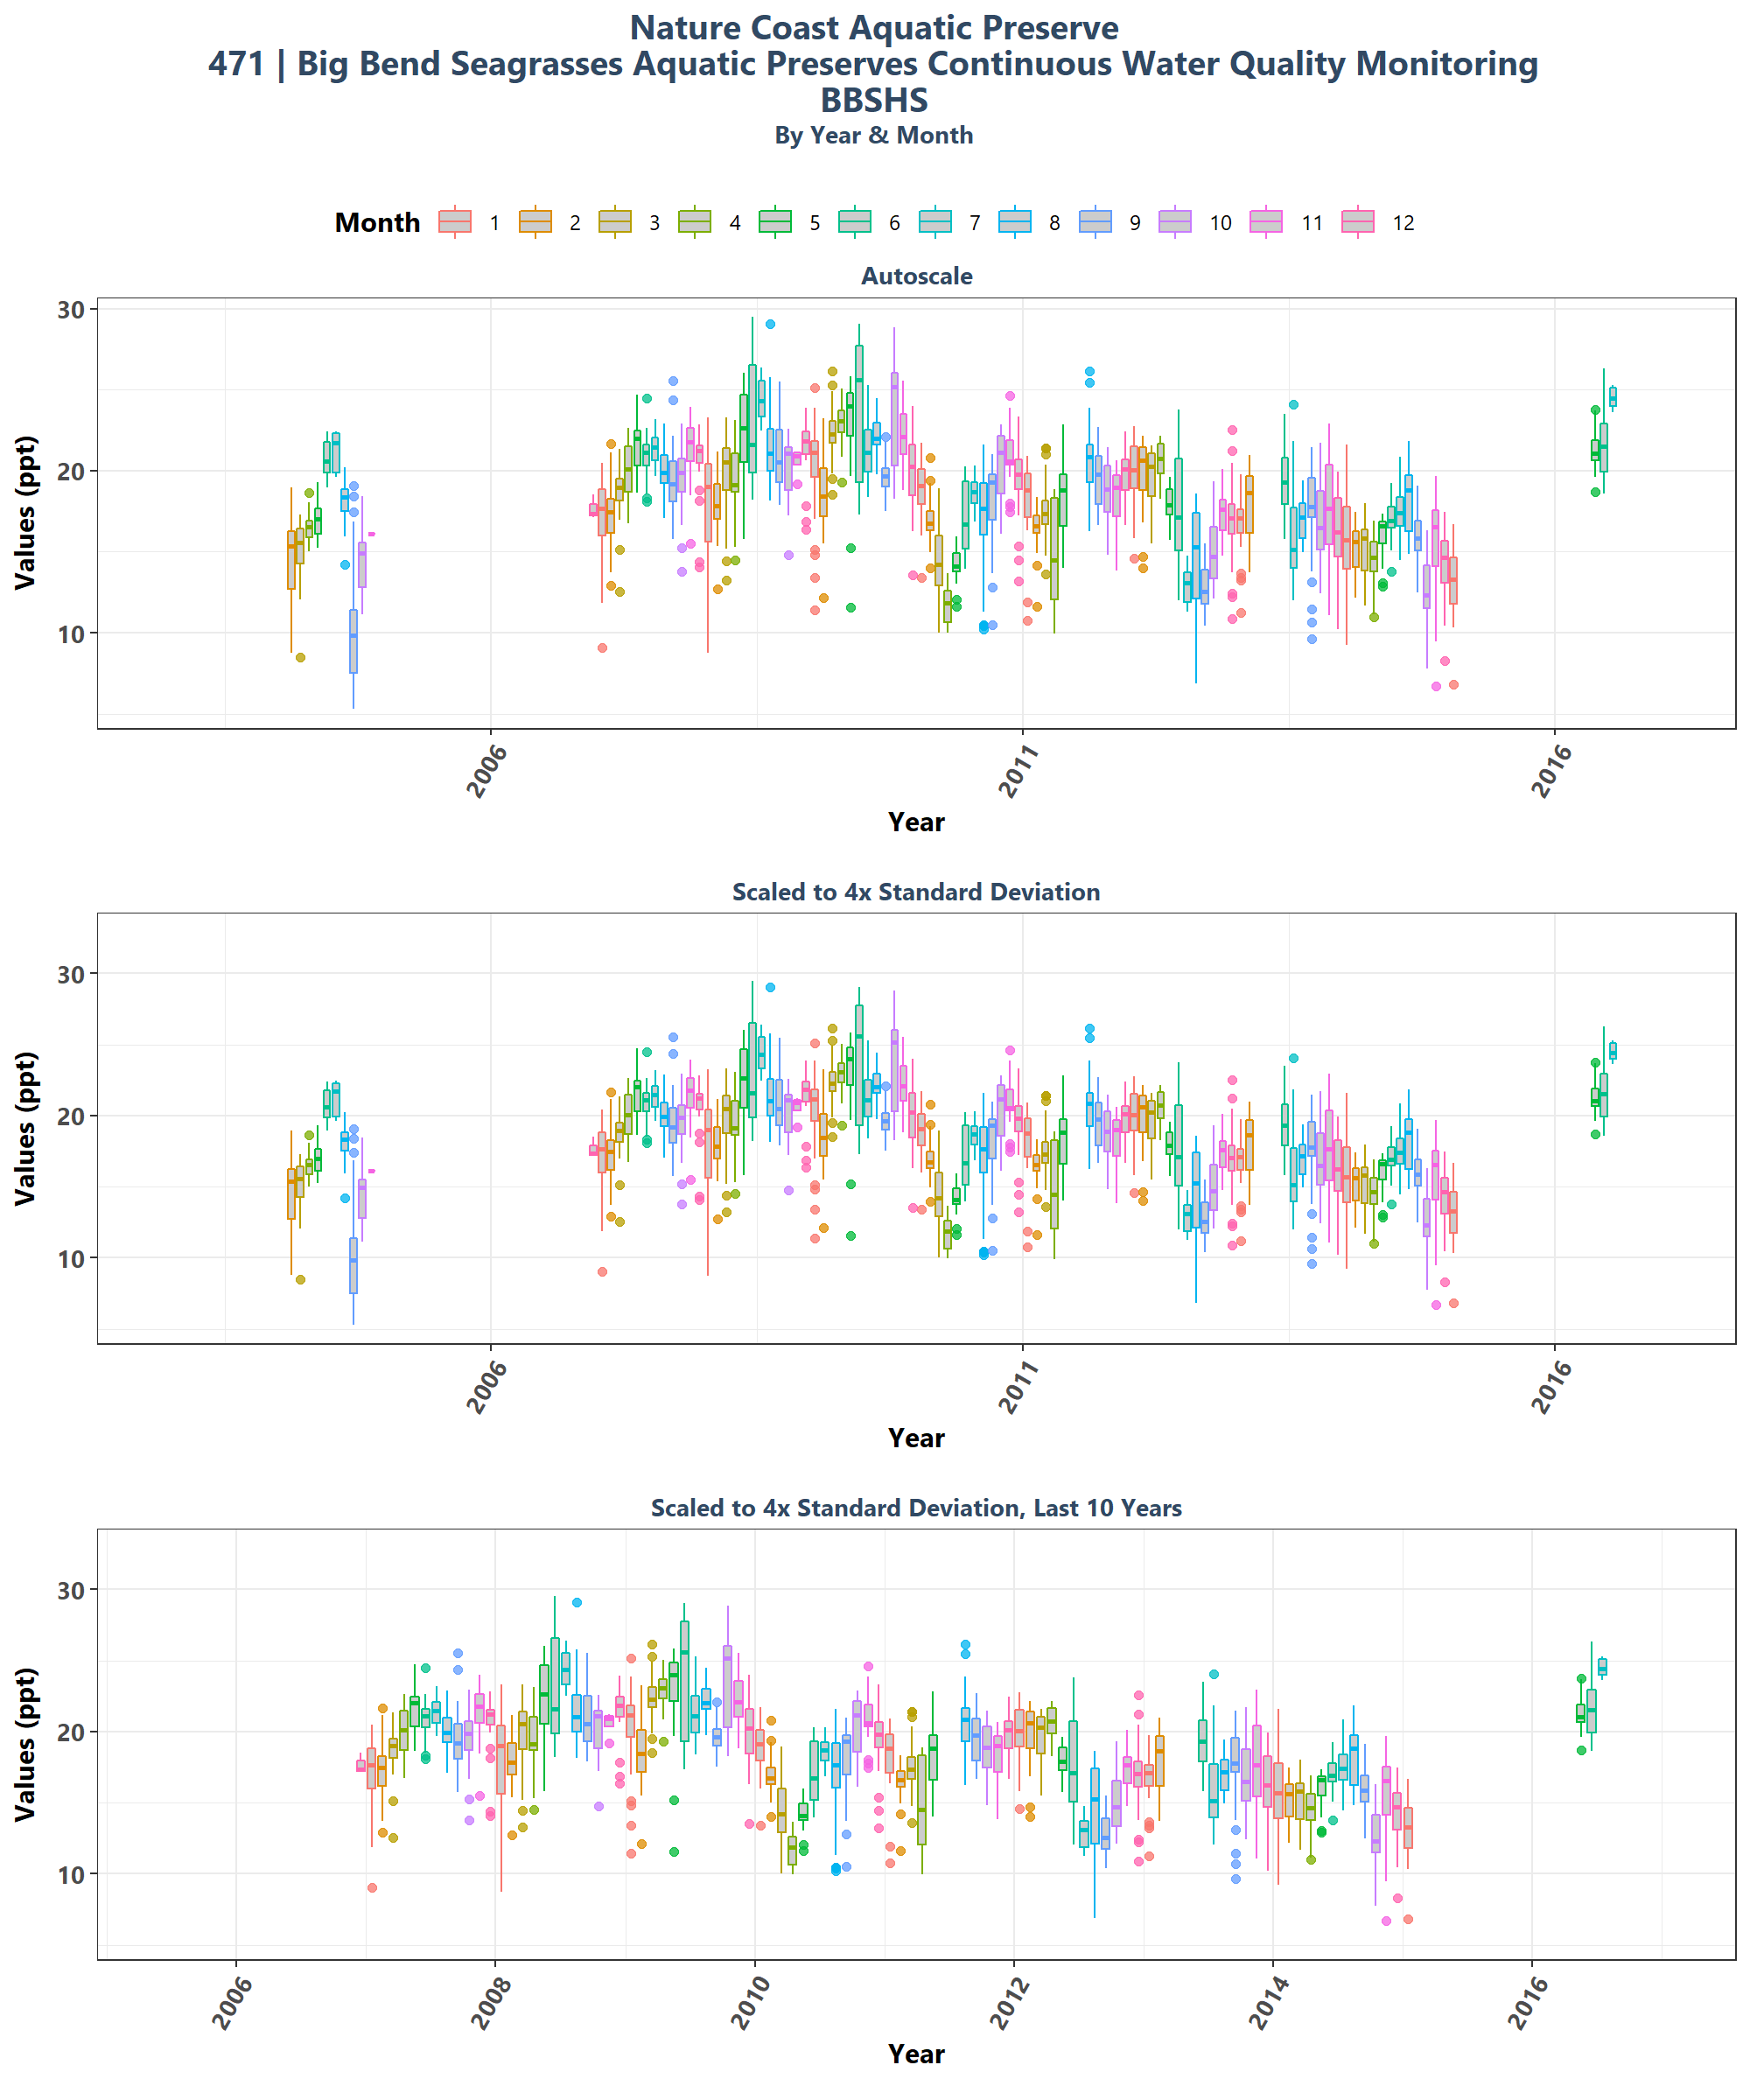 Nature Coast Aquatic Preserve
471 | Big Bend Seagrasses Aquatic Preserves Continuous Water Quality Monitoring
BBSHS
By Year & Month
Month 1 2 3 4 5 6 7 8 9 10 11 12
Autoscale
Values (ppt)
30
20
10
2006 2011 2016
Year
Scaled to 4x Standard Deviation
Values (ppt)
30
20
10
2006 2011 2016
Year
Scaled to 4x Standard Deviation, Last 10 Years
Values (ppt)
30
20
10
2006 2008 2010 2012 2014 2016
Year